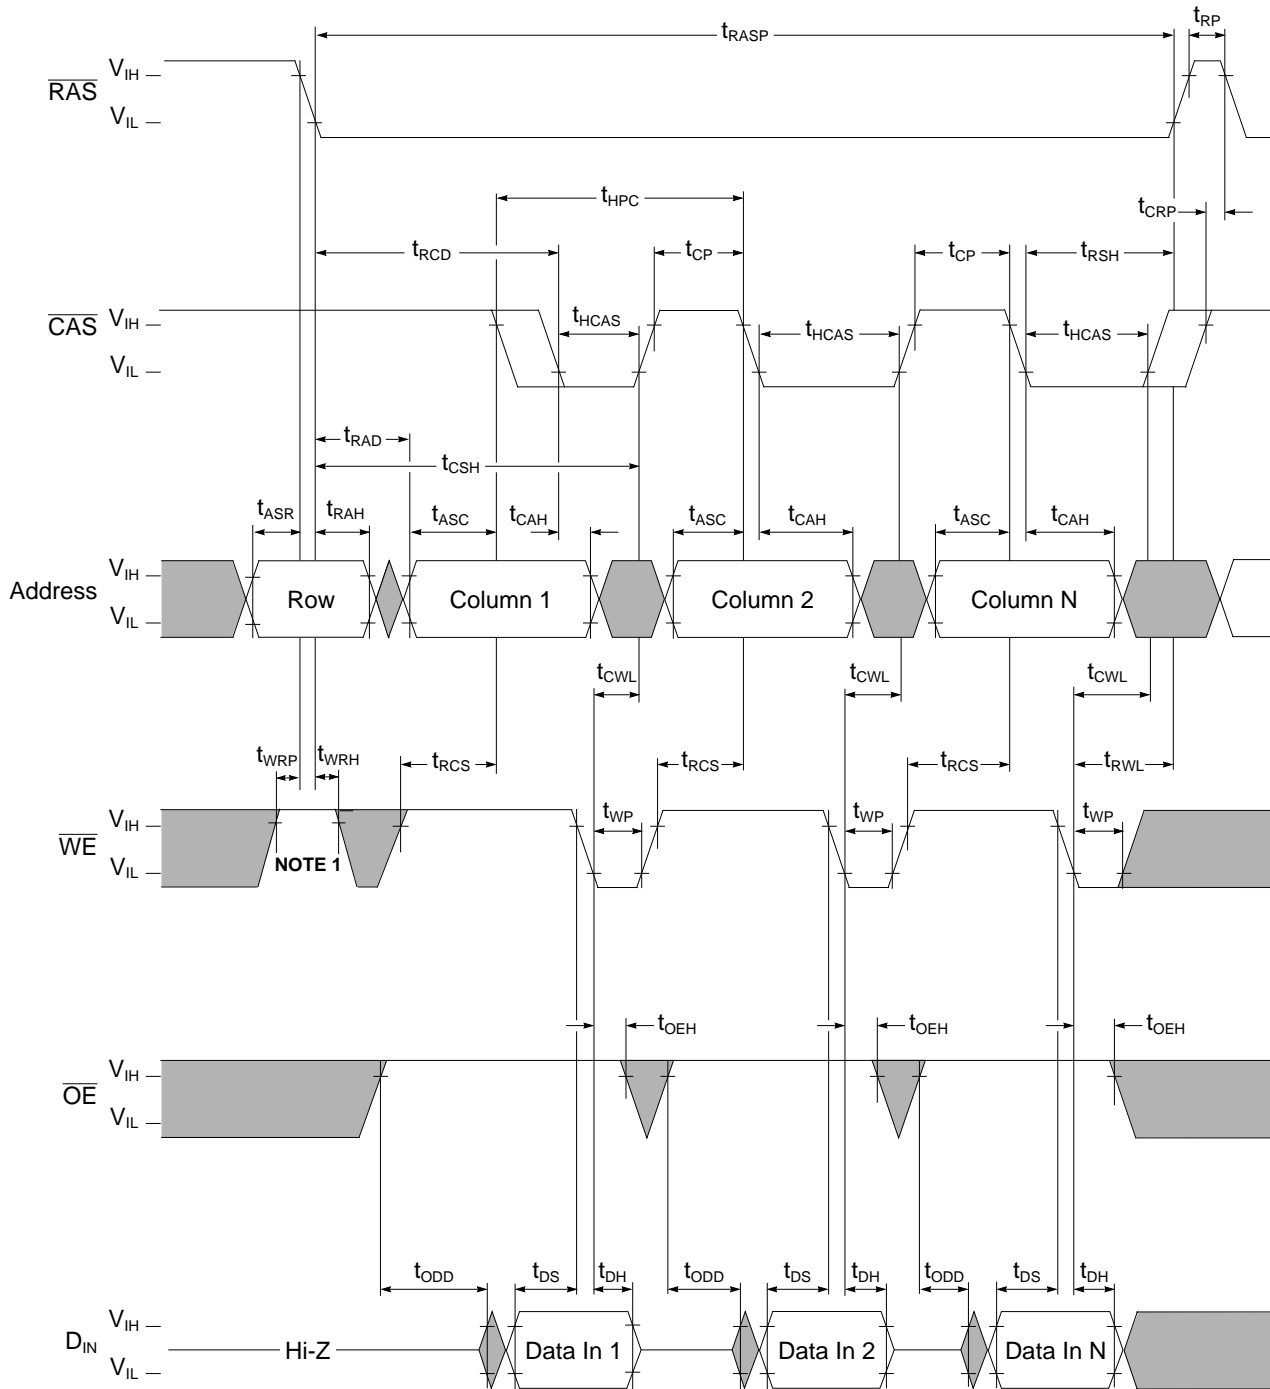 tRASP
tRP
RAS
VIH
VIL
tHPC
tCRP
tRCD
tCP
tCP
tRSH
CAS
VIH
VIL
tHCAS
tHCAS
tHCAS
tRAD
tCSH
tASR
tRAH
tASC
tCAH
tASC
tCAH
tASC
tCAH
Address
VIH
VIL
Row
Column 1
Column 2
Column N
tCWL
tCWL
tCWL
tWRP
tWRH
tRCS
tRCS
tRCS
tRWL
WE
VIH
VIL
NOTE 1
tWP
tWP
tWP
tOEH
tOEH
tOEH
OE
VIH
VIL
tODD
tDS
tDH
tODD
tDS
tDH
tODD
tDS
tDH
DIN
VIH
VIL
Hi-Z
Data In 1
Data In 2
Data In N